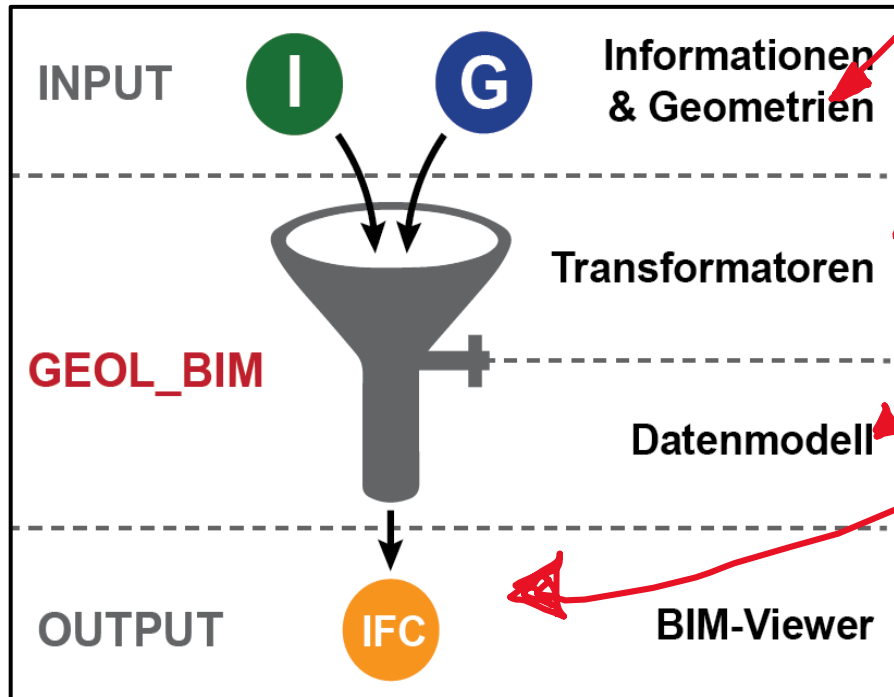 INPUT
I
G
Informationen
& Geometrien
GEOL_BIM
Transformatoren
Datenmodell
OUTPUT
IFC
BIM-Viewer